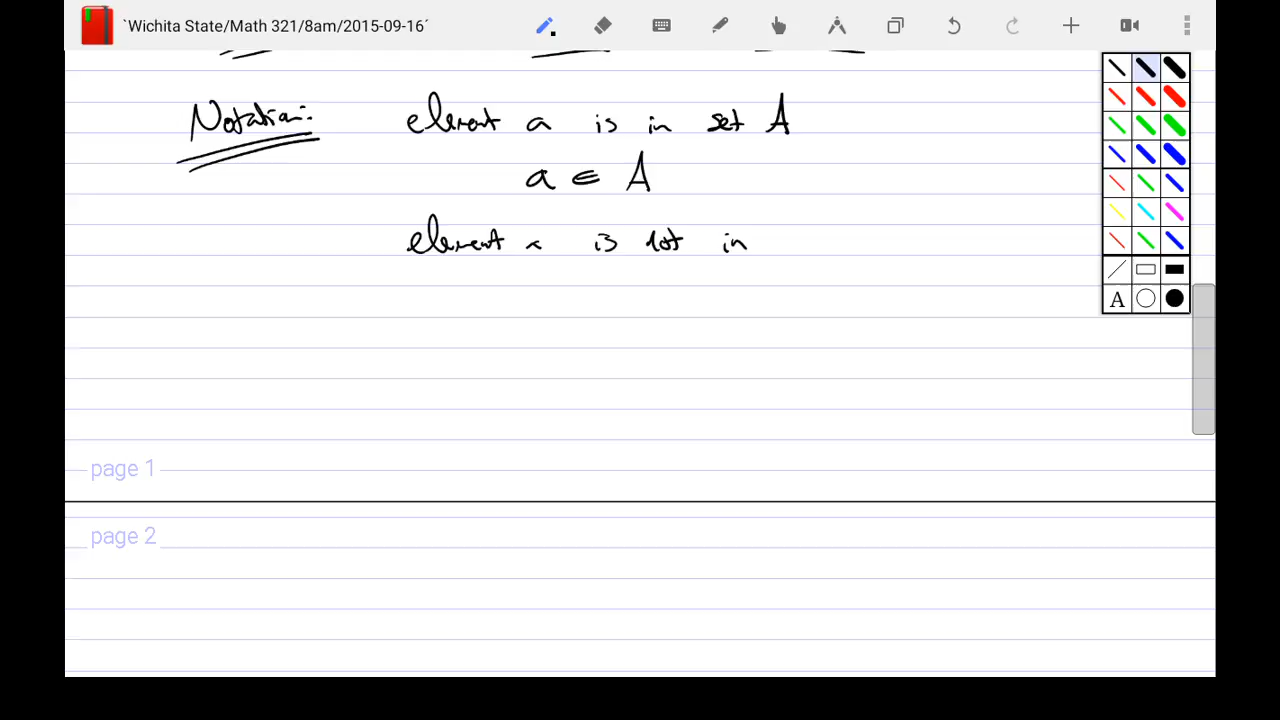 `Wichita State/Math 321/8am/2015-09-16´
Notation: element a is in set A
a ∈ A
element x is not in
A
page 1
page 2